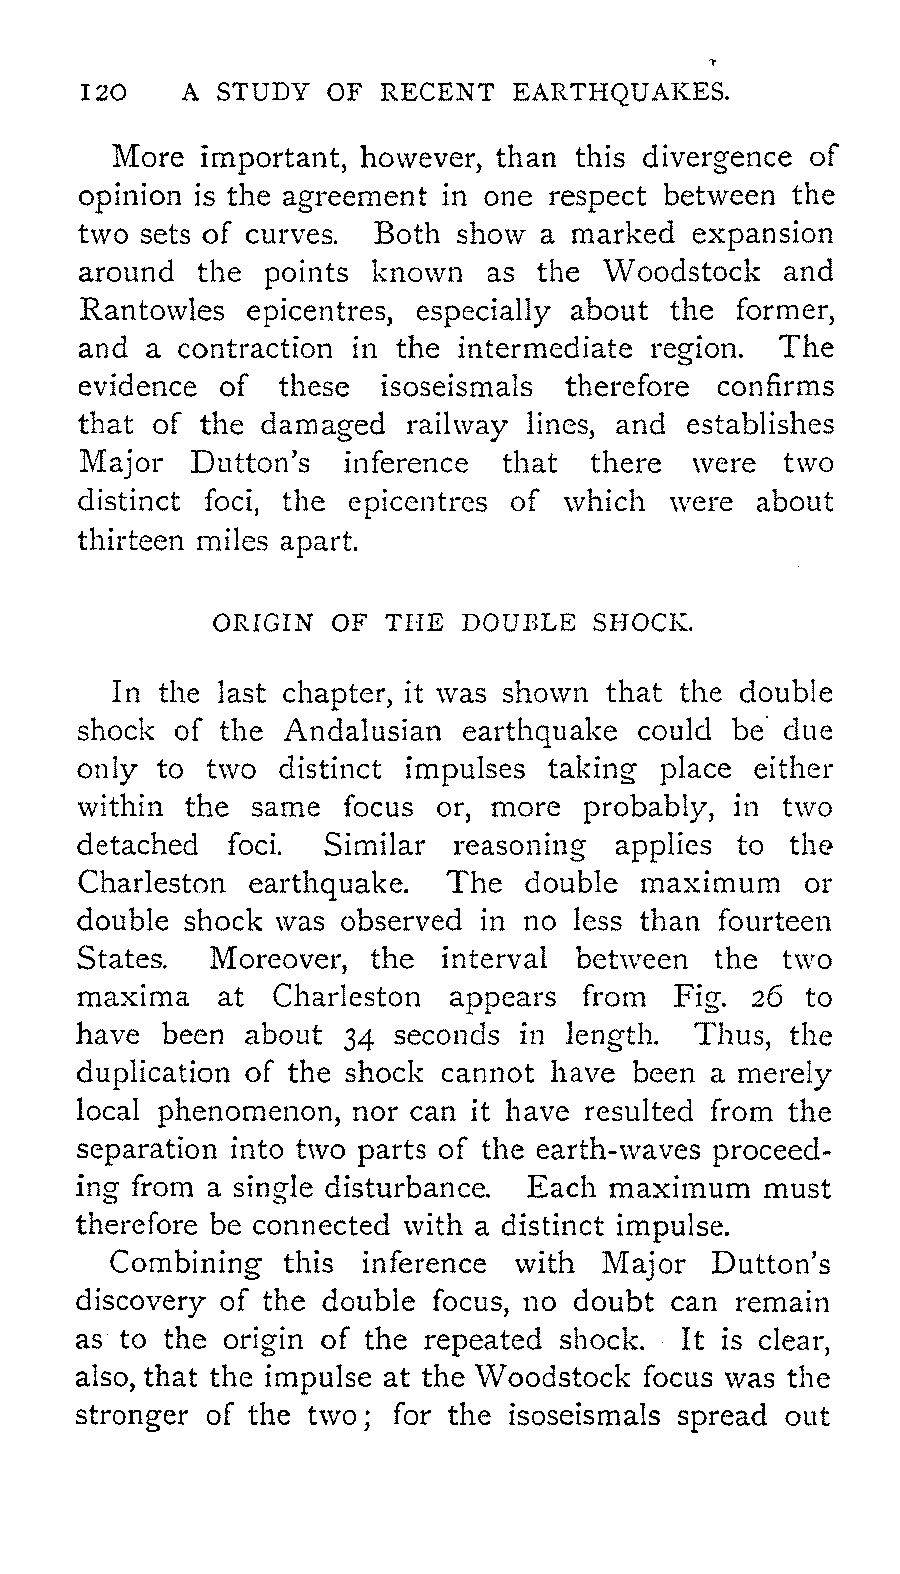 120 A STUDY OF RECENT EARTHQUAKES.
More important, however, than this divergence of
opinion is the agreement in one respect between the
two sets of curves. Both show a marked expansion
around the points known as the Woodstock and
Rantowles epicentres, especially about the former,
and a contraction in the intermediate region. The
evidence of these isoseismals therefore confirms
that of the damaged railway lines, and establishes
Major Dutton's inference that there were two
distinct foci, the epicentres of which were about
thirteen miles apart.
ORIGIN OF THE DOUBLE SHOCK.
In the last chapter, it was shown that the double
shock of the Andalusian earthquake could be due
only to two distinct impulses taking place either
within the same focus or, more probably, in two
detached foci. Similar reasoning applies to the
Charleston earthquake. The double maximum or
double shock was observed in no less than fourteen
States. Moreover, the interval between the two
maxima at Charleston appears from Fig. 26 to
have been about 34 seconds in length. Thus, the
duplication of the shock cannot have been a merely
local phenomenon, nor can it have resulted from the
separation into two parts of the earth-waves proceed-
ing from a single disturbance. Each maximum must
therefore be connected with a distinct impulse.
Combining this inference with Major Dutton's
discovery of the double focus, no doubt can remain
as to the origin of the repeated shock. It is clear,
also, that the impulse at the Woodstock focus was the
stronger of the two; for the isoseismals spread out